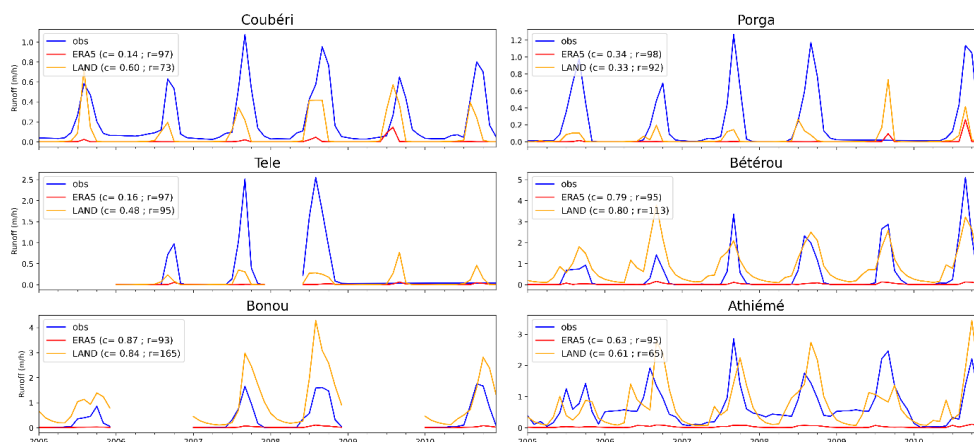 Coubéri
Runoff (m/h)
1.0
0.8
0.6
0.4
0.2
0.0
obs
ERA5 (c= 0.14 ; r=97)
LAND (c= 0.60 ; r=73)
Porga
1.2
1.0
0.8
0.6
0.4
0.2
0.0
obs
ERA5 (c= 0.34 ; r=98)
LAND (c= 0.33 ; r=92)
Tele
Runoff (m/h)
2.5
2.0
1.5
1.0
0.5
0.0
obs
ERA5 (c= 0.16 ; r=97)
LAND (c= 0.48 ; r=95)
Bétérou
5
4
3
2
1
0
obs
ERA5 (c= 0.79 ; r=95)
LAND (c= 0.80 ; r=113)
Bonou
Runoff (m/h)
4
3
2
1
0
obs
ERA5 (c= 0.87 ; r=93)
LAND (c= 0.84 ; r=165)
2005 2006 2007 2008 2009 2010
Athiémé
3
2
1
0
obs
ERA5 (c= 0.63 ; r=95)
LAND (c= 0.61 ; r=65)
2005 2006 2007 2008 2009 2010